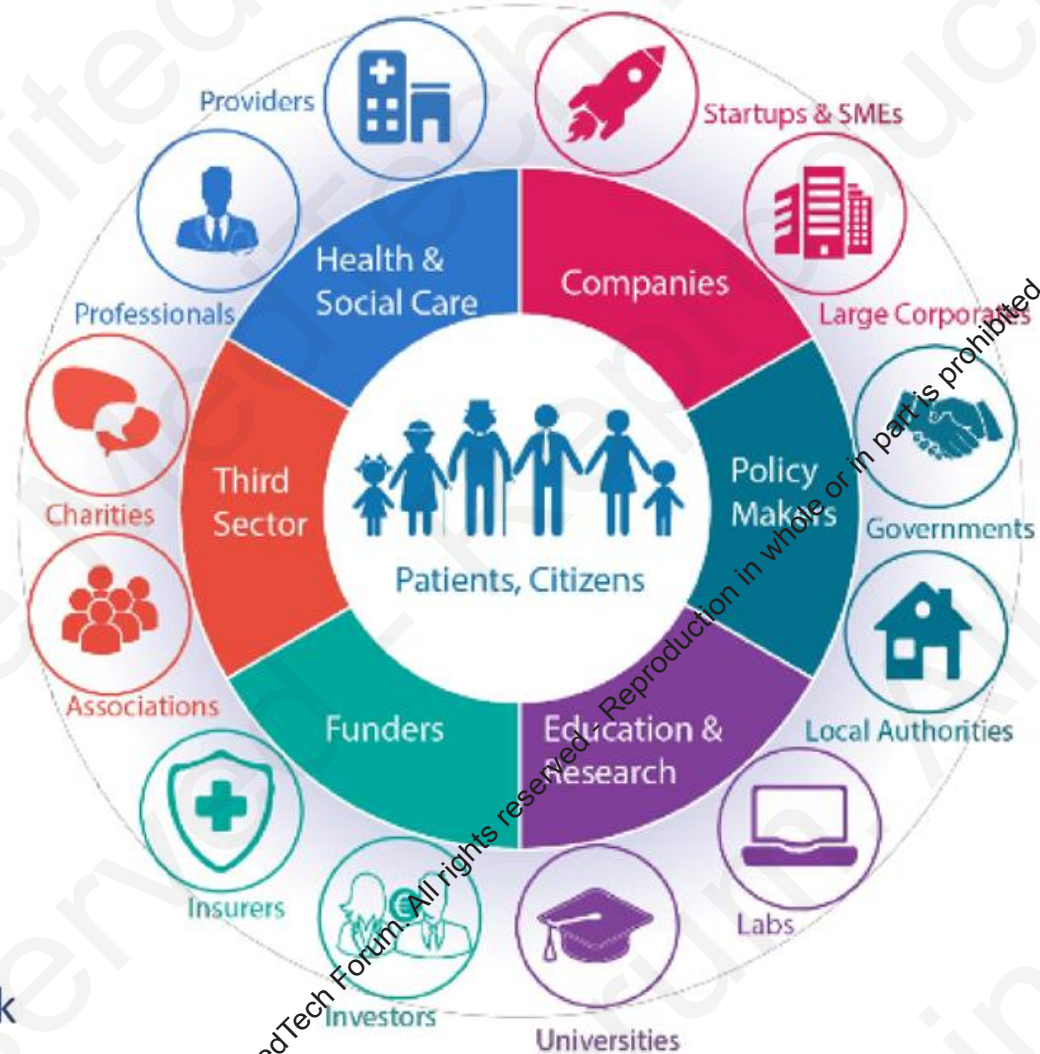 Providers
Startups & SMEs
Professionals
Large Corporates
Health &
Social Care
Companies
Charities
Third
Sector
Policy
Makers
Governments
Patients, Citizens
Associations
Local Authorities
Funders
Education &
Research
Insurers
Labs
Investors
Universities
k
edTech Forum. All rights reserved - Reproduction in whole or in part is prohibited